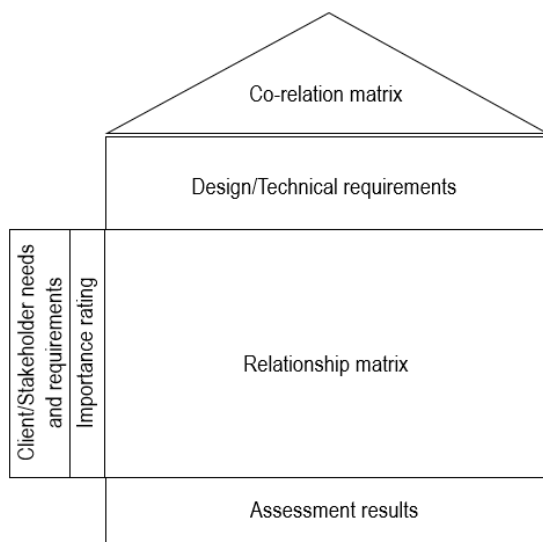 Co-relation matrix
Design/Technical requirements
Client/Stakeholder needs
and requirements
Importance rating
Relationship matrix
Assessment results